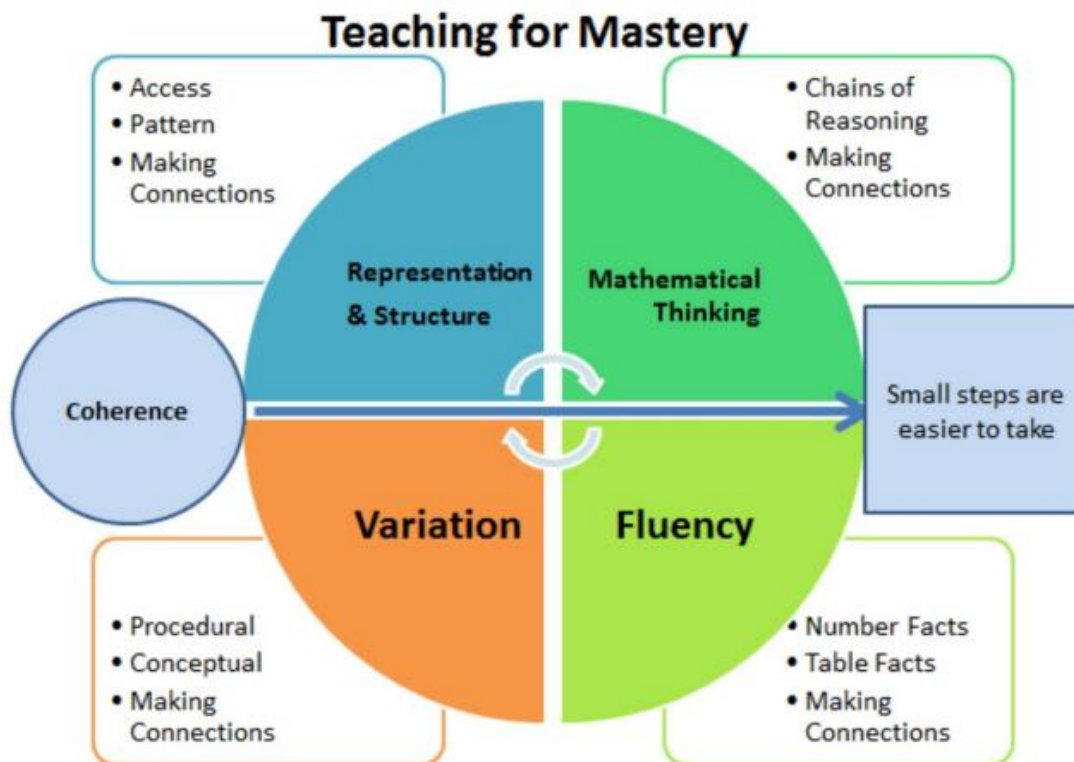 Teaching for Mastery
• Access
• Pattern
• Making
Connections
• Chains of
Reasoning
• Making
Connections
Representation
& Structure
Mathematical
Thinking
Coherence
Small steps are
easier to take
Variation
Fluency
• Procedural
• Conceptual
• Making
Connections
• Number Facts
• Table Facts
• Making
Connections